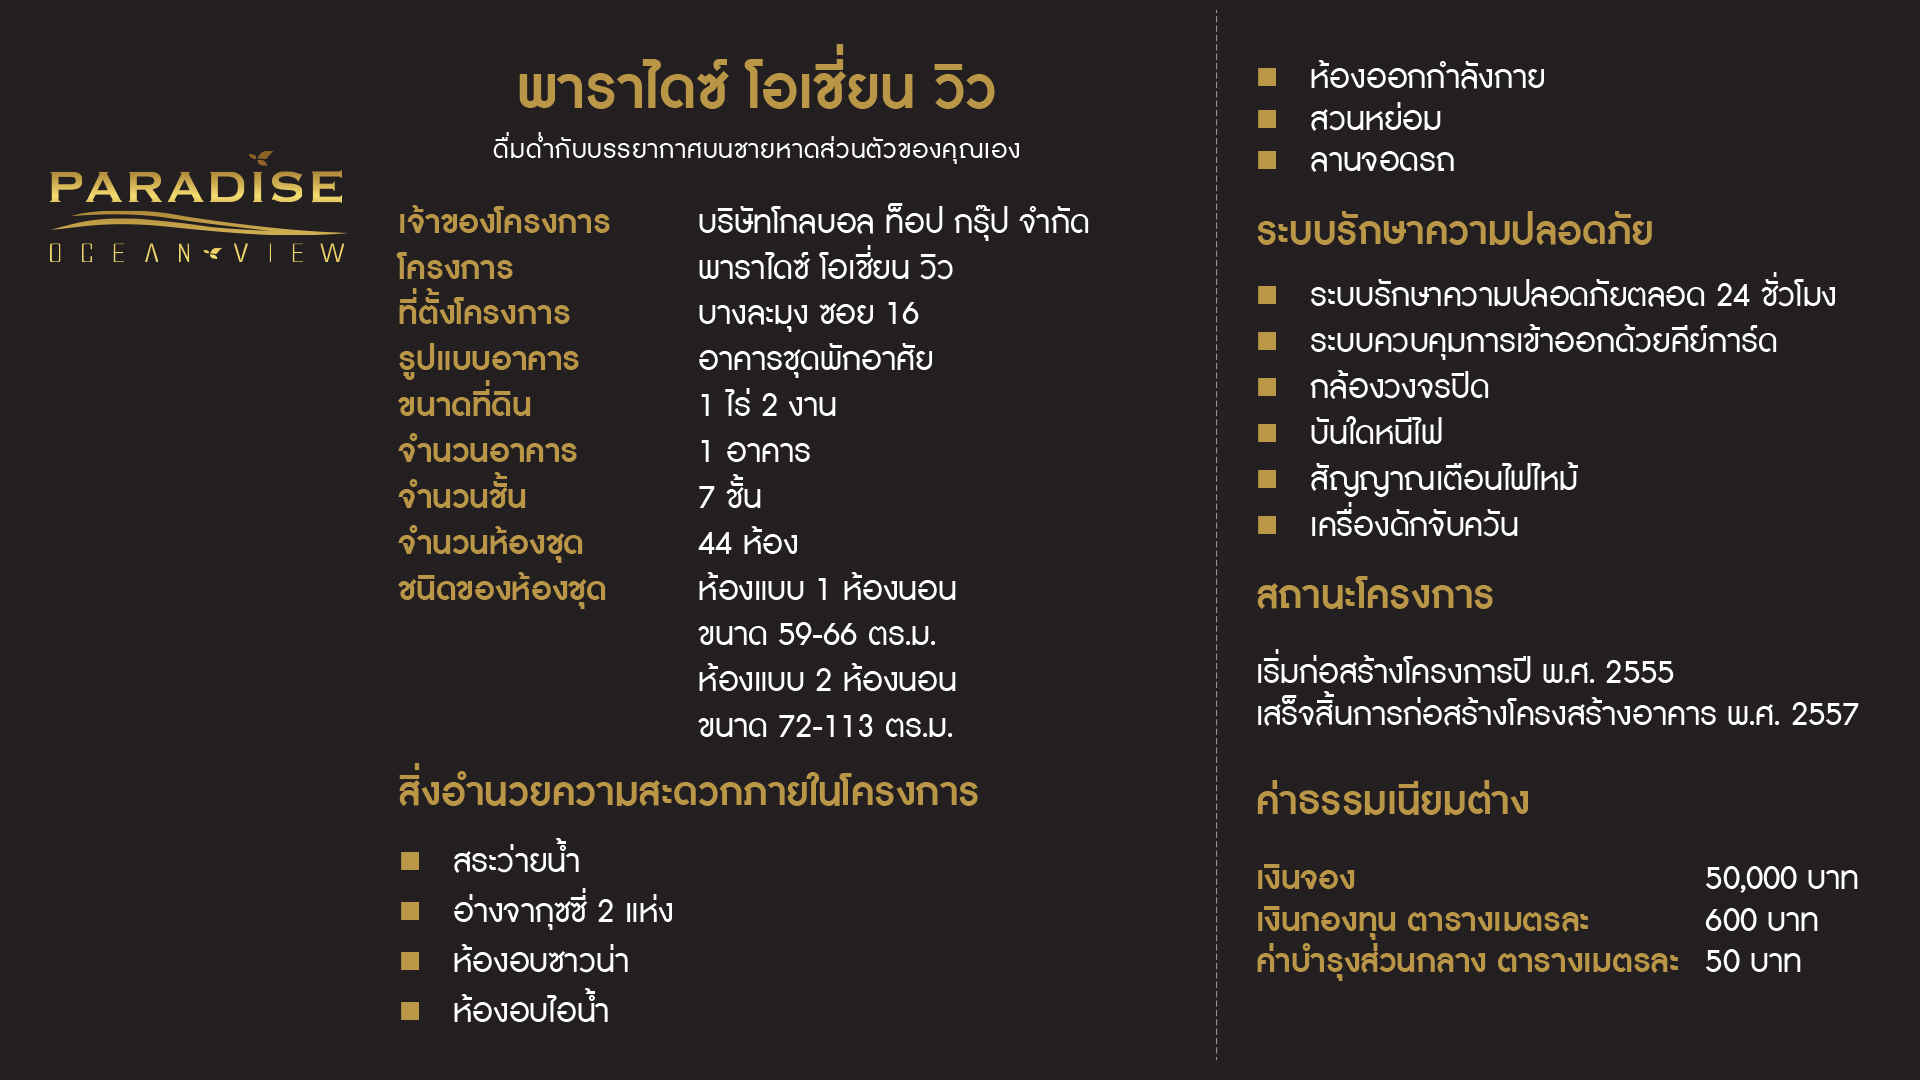 PARADISE
OCEAN VIEW
พาราไดซ์ โอเชี่ยน วิว
ดื่มด่ำกับบรรยากาศบนชายหาดส่วนตัวของคุณเอง
เจ้าของโครงการ บริษัทโกลบอล ท็อป กรุ๊ป จำกัด
โครงการ พาราไดซ์ โอเชี่ยน วิว
ที่ตั้งโครงการ บางละมุง ซอย 16
รูปแบบอาคาร อาคารชุดพักอาศัย
ขนาดที่ดิน 1 ไร่ 2 งาน
จำนวนอาคาร 1 อาคาร
จำนวนชั้น 7 ชั้น
จำนวนห้องชุด 44 ห้อง
ชนิดของห้องชุด ห้องแบบ 1 ห้องนอน
ขนาด 59-66 ตร.ม.
ห้องแบบ 2 ห้องนอน
ขนาด 72-113 ตร.ม.
สิ่งอำนวยความสะดวกภายในโครงการ
สระว่ายน้ำ
อ่างจากุซซี่ 2 แห่ง
ห้องอบซาวน่า
ห้องอบไอน้ำ
ห้องออกกำลังกาย
สวนหย่อม
ลานจอดรถ
ระบบรักษาความปลอดภัย
ระบบรักษาความปลอดภัยตลอด 24 ชั่วโมง
ระบบควบคุมการเข้าออกด้วยคีย์การ์ด
กล้องวงจรปิด
บันใดหนีไฟ
สัญญาณเตือนไฟไหม้
เครื่องดักจับควัน
สถานะโครงการ
เริ่มก่อสร้างโครงการปี พ.ศ. 2555
เสร็จสิ้นการก่อสร้างโครงสร้างอาคาร พ.ศ. 2557
ค่าธรรมเนียมต่าง
เงินจอง 50,000 บาท
เงินกองทุน ตารางเมตรละ 600 บาท
ค่าบำรุงส่วนกลาง ตารางเมตรละ 50 บาท